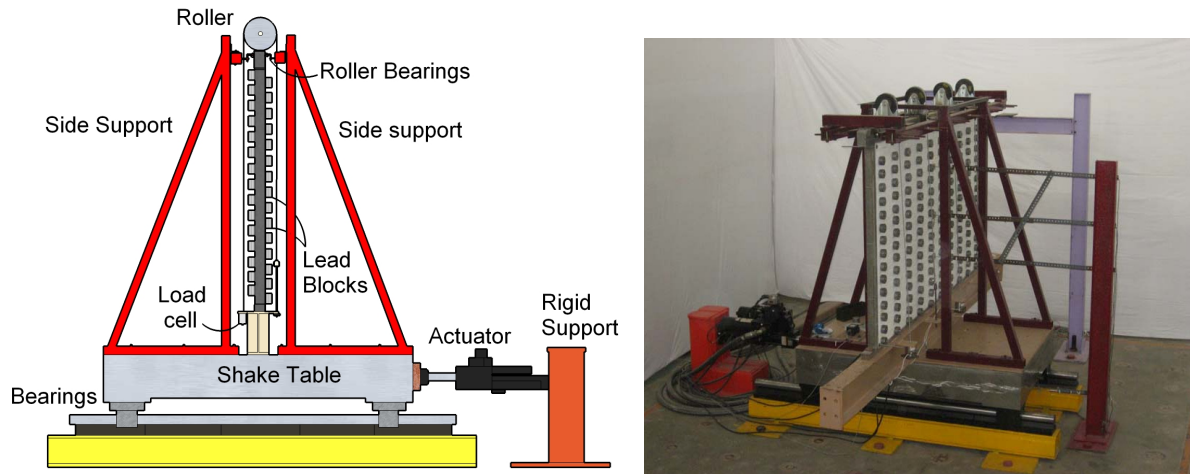 Roller
Roller Bearings
Side Support
Side support
Lead
Blocks
Load
cell
Rigid
Support
Actuator
Shake Table
Bearings